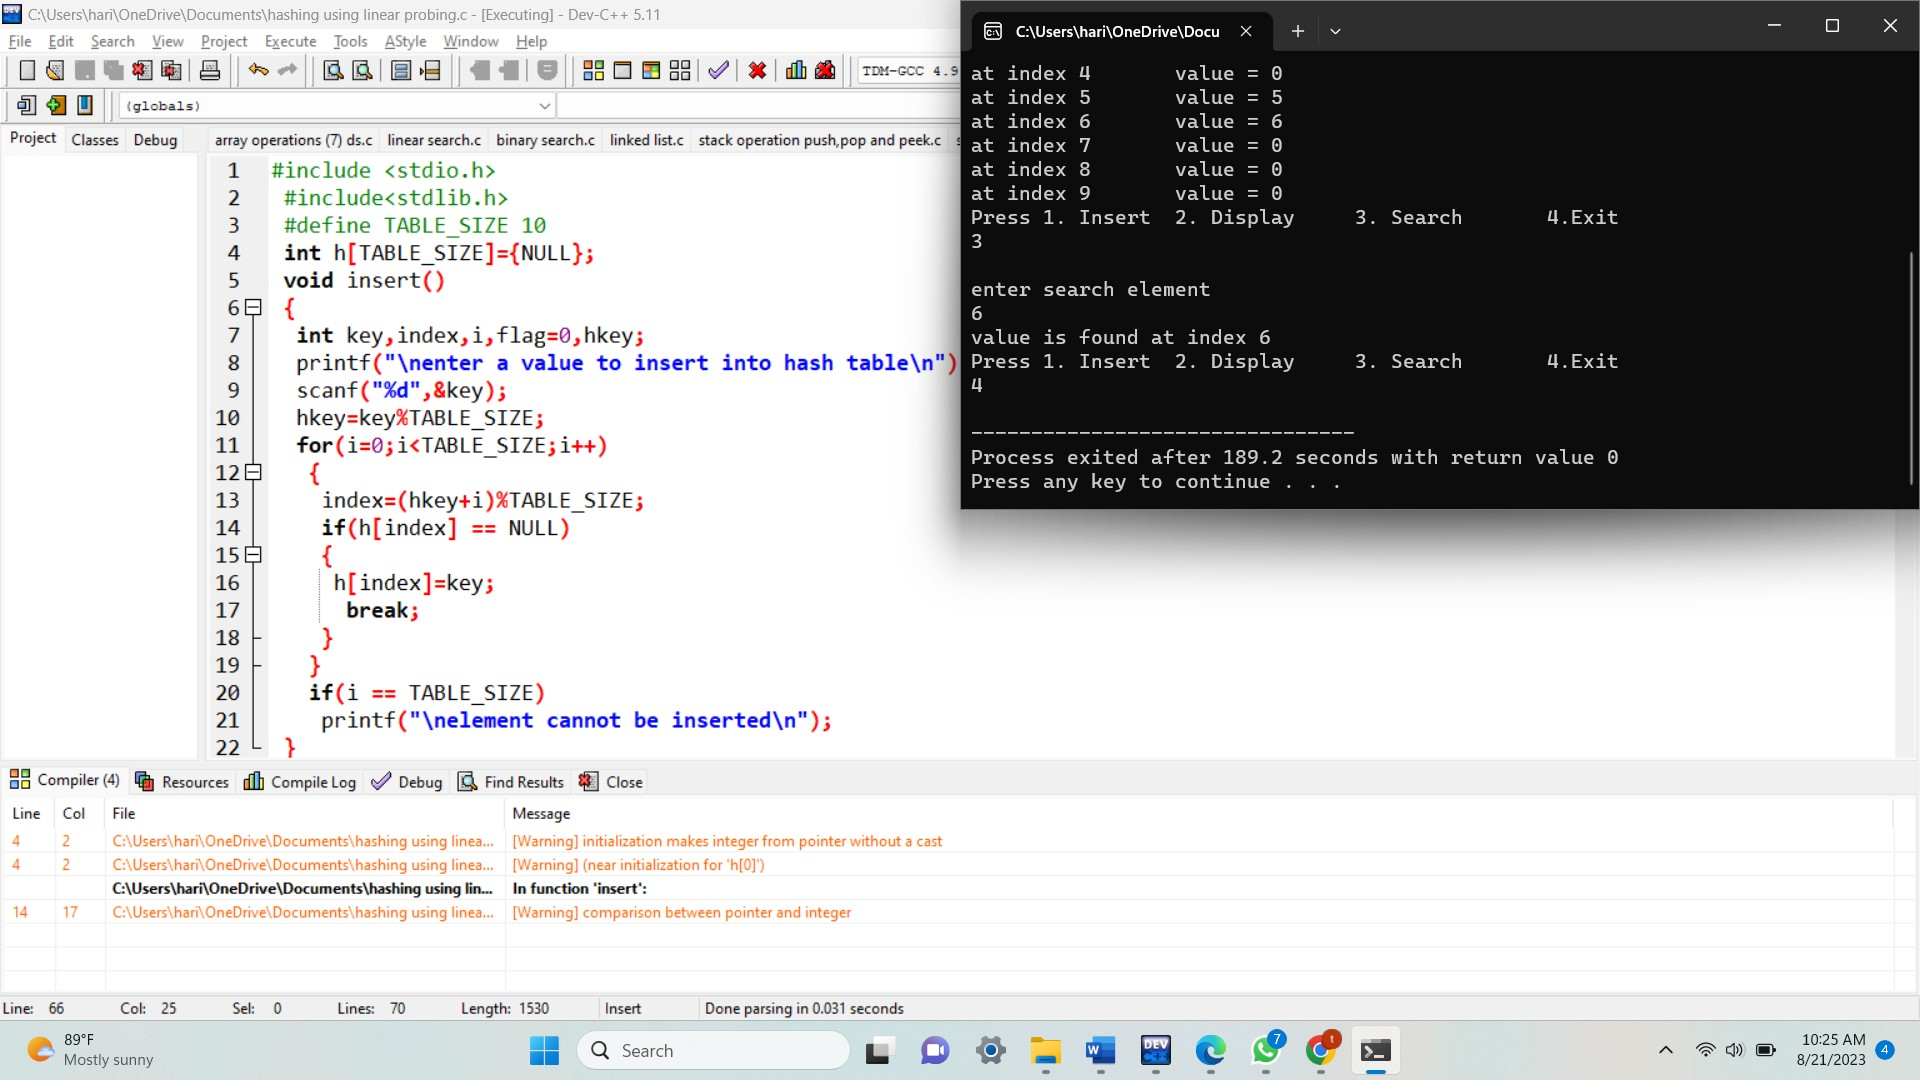 C:\Users\hari\OneDrive\Documents\hashing using linear probing.c - [Executing] - Dev-C++ 5.11
File Edit Search View Project Execute Tools AStyle Window Help
TDM-GCC 4.9
(globals)
Project Classes Debug
array operations (7) ds.c linear search.c binary search.c linked list.c stack operation push,pop and peek.c
1 #include <stdio.h>
2 #include<stdlib.h>
3 #define TABLE_SIZE 10
4 int h[TABLE_SIZE]={NULL};
5 void insert()
6 {
7 int key,index,i,flag=0,hkey;
8 printf("\nenter a value to insert into hash table\n")
9 scanf("%d",&key);
10 hkey=key%TABLE_SIZE;
11 for(i=0;i<TABLE_SIZE;i++)
12 {
13 index=(hkey+i)%TABLE_SIZE;
14 if(h[index] == NULL)
15 {
16 h[index]=key;
17 break;
18 }
19 }
20 if(i == TABLE_SIZE)
21 printf("\nelement cannot be inserted\n");
22 }
C:\Users\hari\OneDrive\Docu
at index 4 value = 0
at index 5 value = 5
at index 6 value = 6
at index 7 value = 0
at index 8 value = 0
at index 9 value = 0
Press 1. Insert 2. Display 3. Search 4.Exit
3
enter search element
6
value is found at index 6
Press 1. Insert 2. Display 3. Search 4.Exit
4
--------------------------------
Process exited after 189.2 seconds with return value 0
Press any key to continue . . .
Compiler (4) Resources Compile Log Debug Find Results Close
Line Col File Message
4 2 C:\Users\hari\OneDrive\Documents\hashing using linea... [Warning] initialization makes integer from pointer without a cast
4 2 C:\Users\hari\OneDrive\Documents\hashing using linea... [Warning] (near initialization for 'h[0]')
C:\Users\hari\OneDrive\Documents\hashing using lin... In function 'insert':
14 17 C:\Users\hari\OneDrive\Documents\hashing using linea... [Warning] comparison between pointer and integer
Line: 66 Col: 25 Sel: 0 Lines: 70 Length: 1530 Insert Done parsing in 0.031 seconds
89°F
Mostly sunny
Search
DEV C++
7
t
10:25 AM
8/21/2023
4